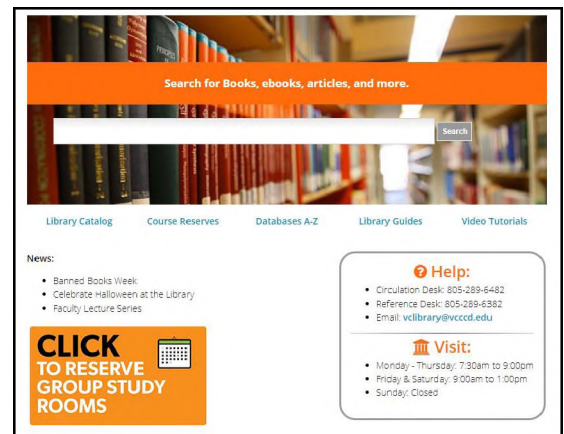 Search for Books, ebooks, articles, and more.
Search
Library Catalog
Course Reserves
Databases A-Z
Library Guides
Video Tutorials
News:
Banned Books Week
Celebrate Halloween at the Library
Faculty Lecture Series
CLICK
TO RESERVE
GROUP STUDY
ROOMS
Help:
Circulation Desk: 805-289-6482
Reference Desk: 805-289-6382
Email: vclibrary@vcccd.edu
Visit:
Monday - Thursday: 7:30am to 9:00pm
Friday & Saturday: 9:00am to 1:00pm
Sunday: Closed